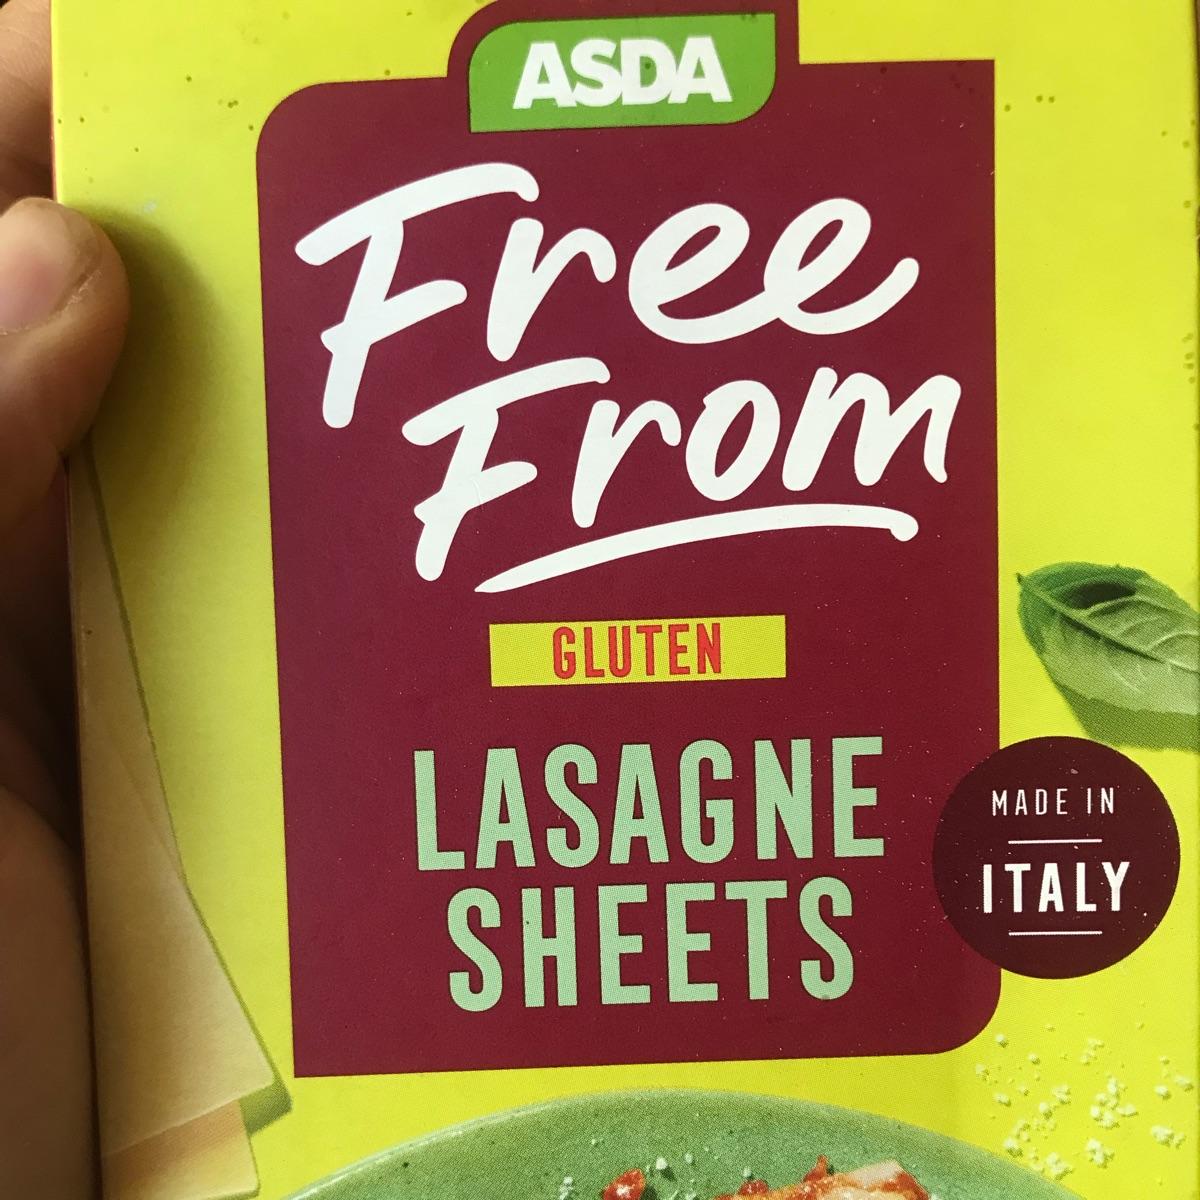 ASDA
Free
From
GLUTEN
LASAGNE
SHEETS
MADE IN
ITALY